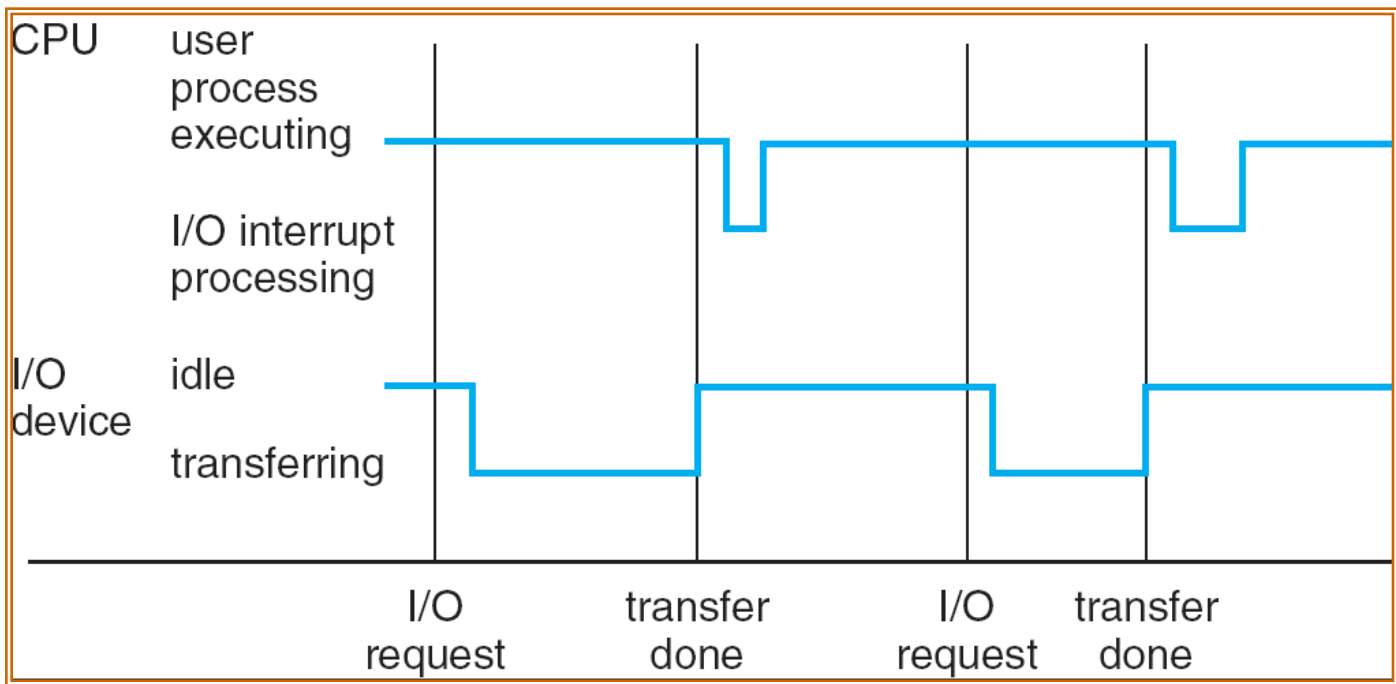 CPU user
process
executing
I/O interrupt
processing
I/O idle
device
transferring
I/O transfer I/O transfer
request done request done